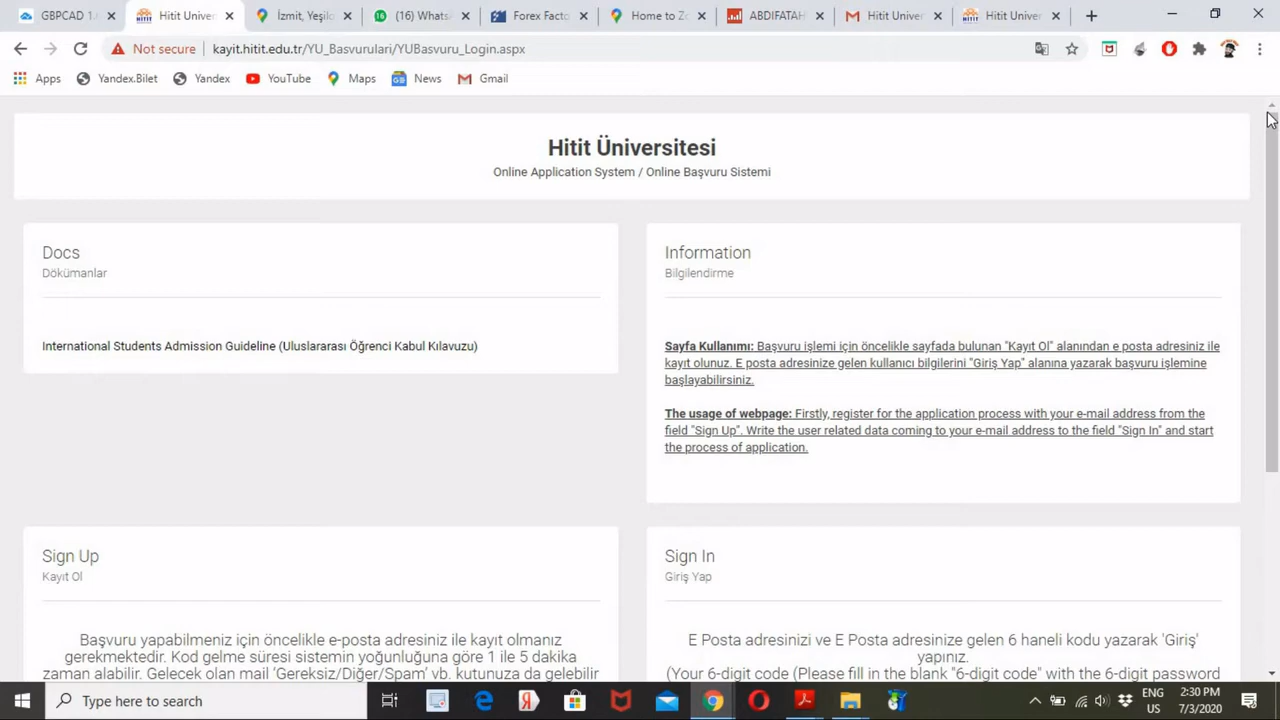 GBPCAD 1.
Hitit Üniver
İzmit, Yeşilo
(16) Whats
Forex Facto
Home to Zo
ABDIFATAH
Hitit Univer
Hitit Univer
Not secure
kayit.hitit.edu.tr/YU_Basvurulari/YUBasvuru_Login.aspx
Apps
Yandex.Bilet
Yandex
YouTube
Maps
News
Gmail
Hitit Üniversitesi
Online Application System / Online Başvuru Sistemi
Docs
Dökümanlar
International Students Admission Guideline (Uluslararası Öğrenci Kabul Kılavuzu)
Information
Bilgilendirme
Sayfa Kullanımı: Başvuru işlemi için öncelikle sayfada bulunan "Kayıt Ol" alanından e posta adresiniz ile
kayıt olunuz. E posta adresinize gelen kullanıcı bilgilerini "Giriş Yap" alanına yazarak başvuru işlemine
başlayabilirsiniz.
The usage of webpage: Firstly, register for the application process with your e-mail address from the
field "Sign Up". Write the user related data coming to your e-mail address to the field "Sign In" and start
the process of application.
Sign Up
Kayıt Ol
Başvuru yapabilmeniz için öncelikle e-posta adresiniz ile kayıt olmanız
gerekmektedir. Kod gelme süresi sistemin yoğunluğuna göre 1 ile 5 dakika
zaman alabilir. Gelecek olan mail 'Gereksiz/Diğer/Spam' vb. kutunuza da gelebilir
Sign In
Giriş Yap
E Posta adresinizi ve E Posta adresinize gelen 6 haneli kodu yazarak 'Giriş'
yapınız.
(Your 6-digit code (Please fill in the blank "6-digit code" with the 6-digit password
Type here to search
ENG
US
2:30 PM
7/3/2020